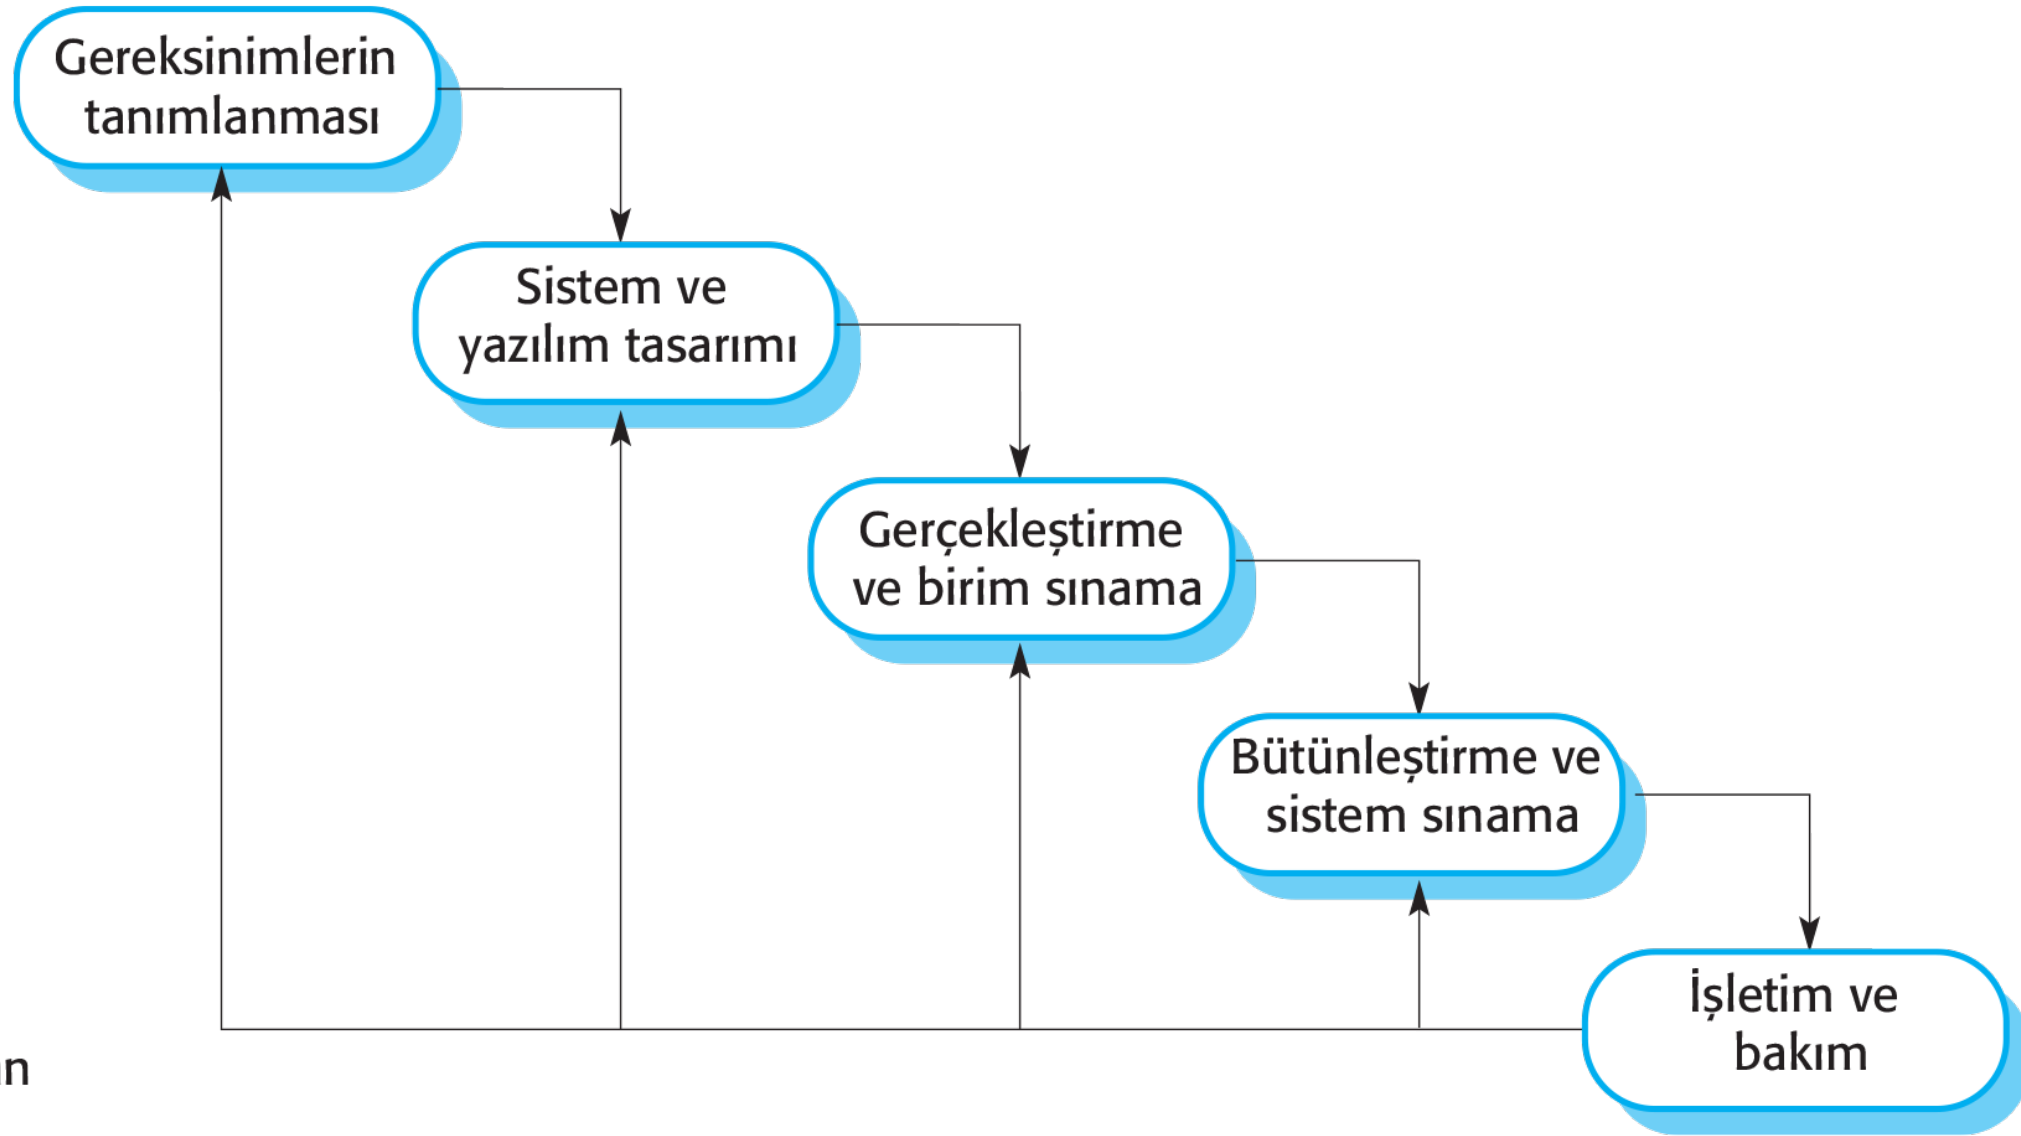 Gereksinimlerin
tanımlanması
Sistem ve
yazılım tasarımı
Gerçekleştirme
ve birim sınama
Bütünleştirme ve
sistem sınama
İşletim ve
bakım